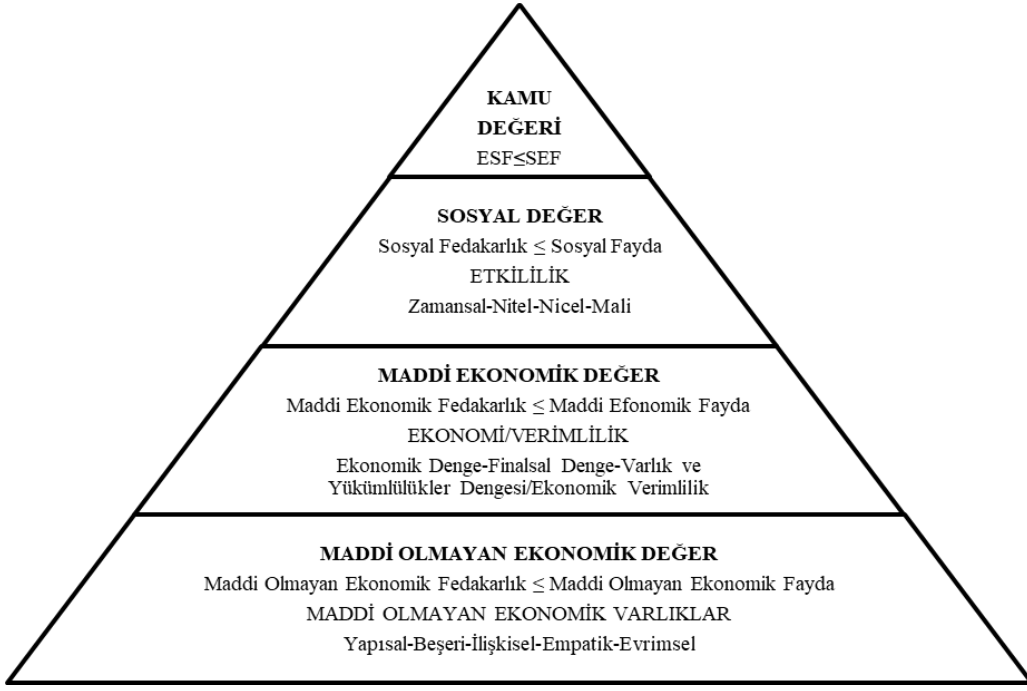 KAMU
DEĞERİ
ESF≤SEF
SOSYAL DEĞER
Sosyal Fedakarlık ≤ Sosyal Fayda
ETKİLİLİK
Zamansal-Nitel-Nicel-Mali
MADDİ EKONOMİK DEĞER
Maddi Ekonomik Fedakarlık ≤ Maddi Efonomik Fayda
EKONOMİ/VERİMLİLİK
Ekonomik Denge-Finalsal Denge-Varlık ve
Yükümlülükler Dengesi/Ekonomik Verimlilik
MADDİ OLMAYAN EKONOMİK DEĞER
Maddi Olmayan Ekonomik Fedakarlık ≤ Maddi Olmayan Ekonomik Fayda
MADDİ OLMAYAN EKONOMİK VARLIKLAR
Yapısal-Beşeri-İlişkisel-Empatik-Evrimsel